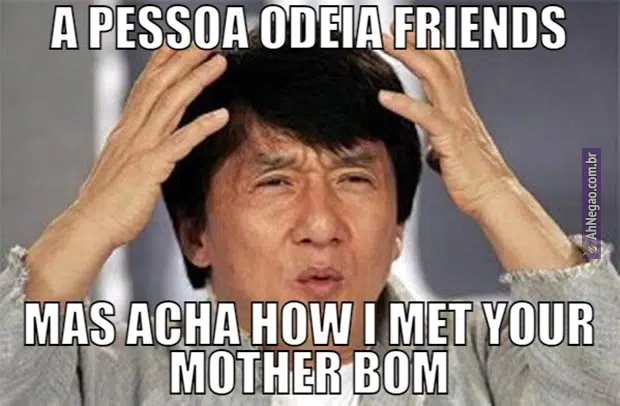 A PESSOA ODEIA FRIENDS
MAS ACHA HOW I MET YOUR
MOTHER BOM
AhNegao.com.br